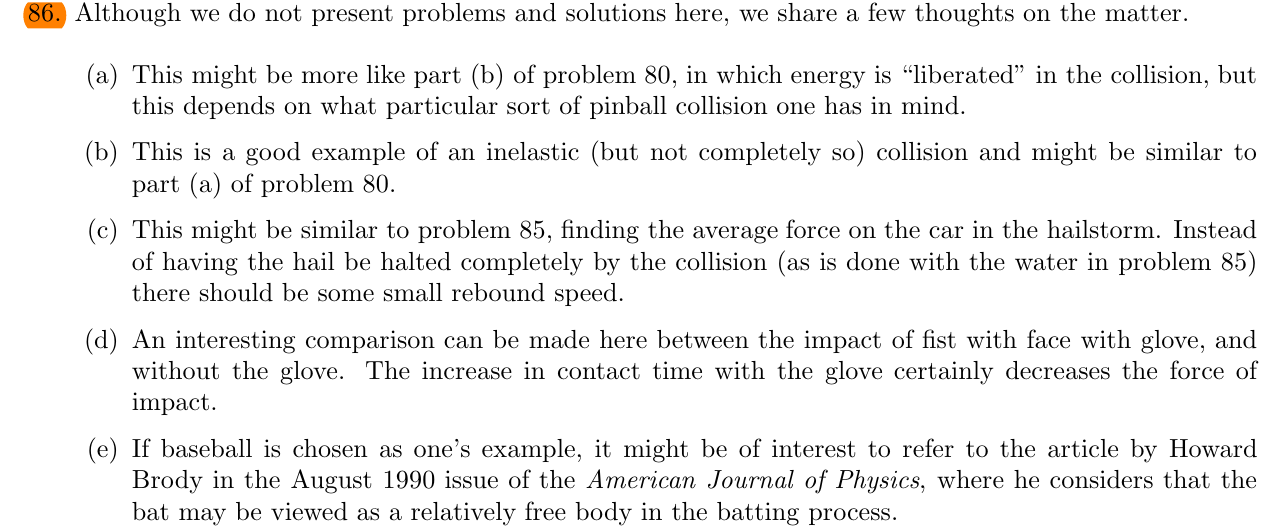 86. Although we do not present problems and solutions here, we share a few thoughts on the matter.
(a) This might be more like part (b) of problem 80, in which energy is “liberated” in the collision, but
this depends on what particular sort of pinball collision one has in mind.
(b) This is a good example of an inelastic (but not completely so) collision and might be similar to
part (a) of problem 80.
(c) This might be similar to problem 85, finding the average force on the car in the hailstorm. Instead
of having the hail be halted completely by the collision (as is done with the water in problem 85)
there should be some small rebound speed.
(d) An interesting comparison can be made here between the impact of fist with face with glove, and
without the glove. The increase in contact time with the glove certainly decreases the force of
impact.
(e) If baseball is chosen as one’s example, it might be of interest to refer to the article by Howard
Brody in the August 1990 issue of the American Journal of Physics, where he considers that the
bat may be viewed as a relatively free body in the batting process.